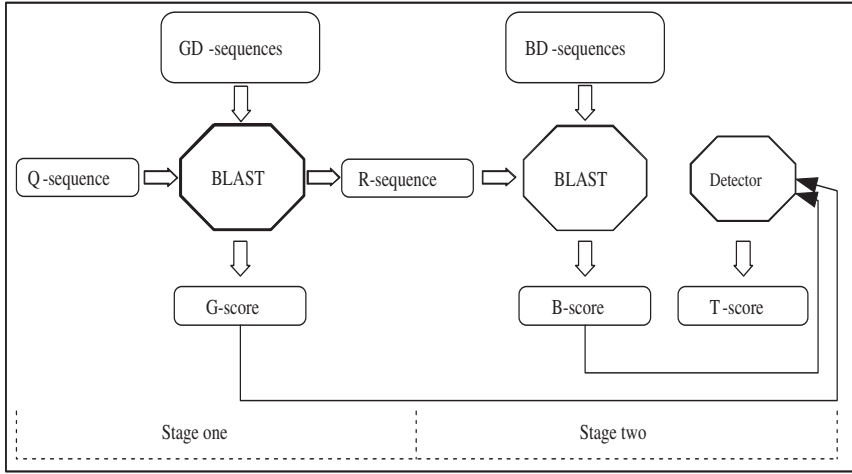 GD -sequences
BD-sequences
Q -sequence
BLAST
R-sequence
BLAST
Detector
G-score
B-score
T -score
Stage one
Stage two